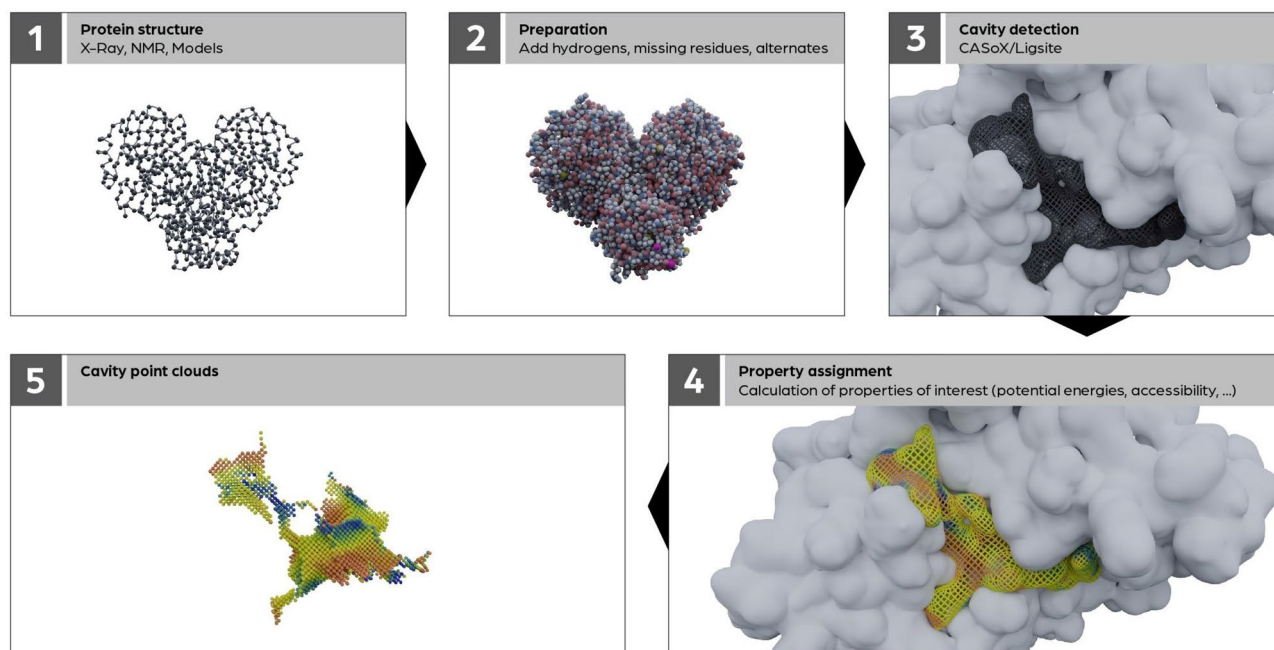 1
Protein structure
X-Ray, NMR, Models
2
Preparation
Add hydrogens, missing residues, alternates
3
Cavity detection
CASoX/Ligsite
4
Property assignment
Calculation of properties of interest (potential energies, accessibility, ...)
5
Cavity point clouds